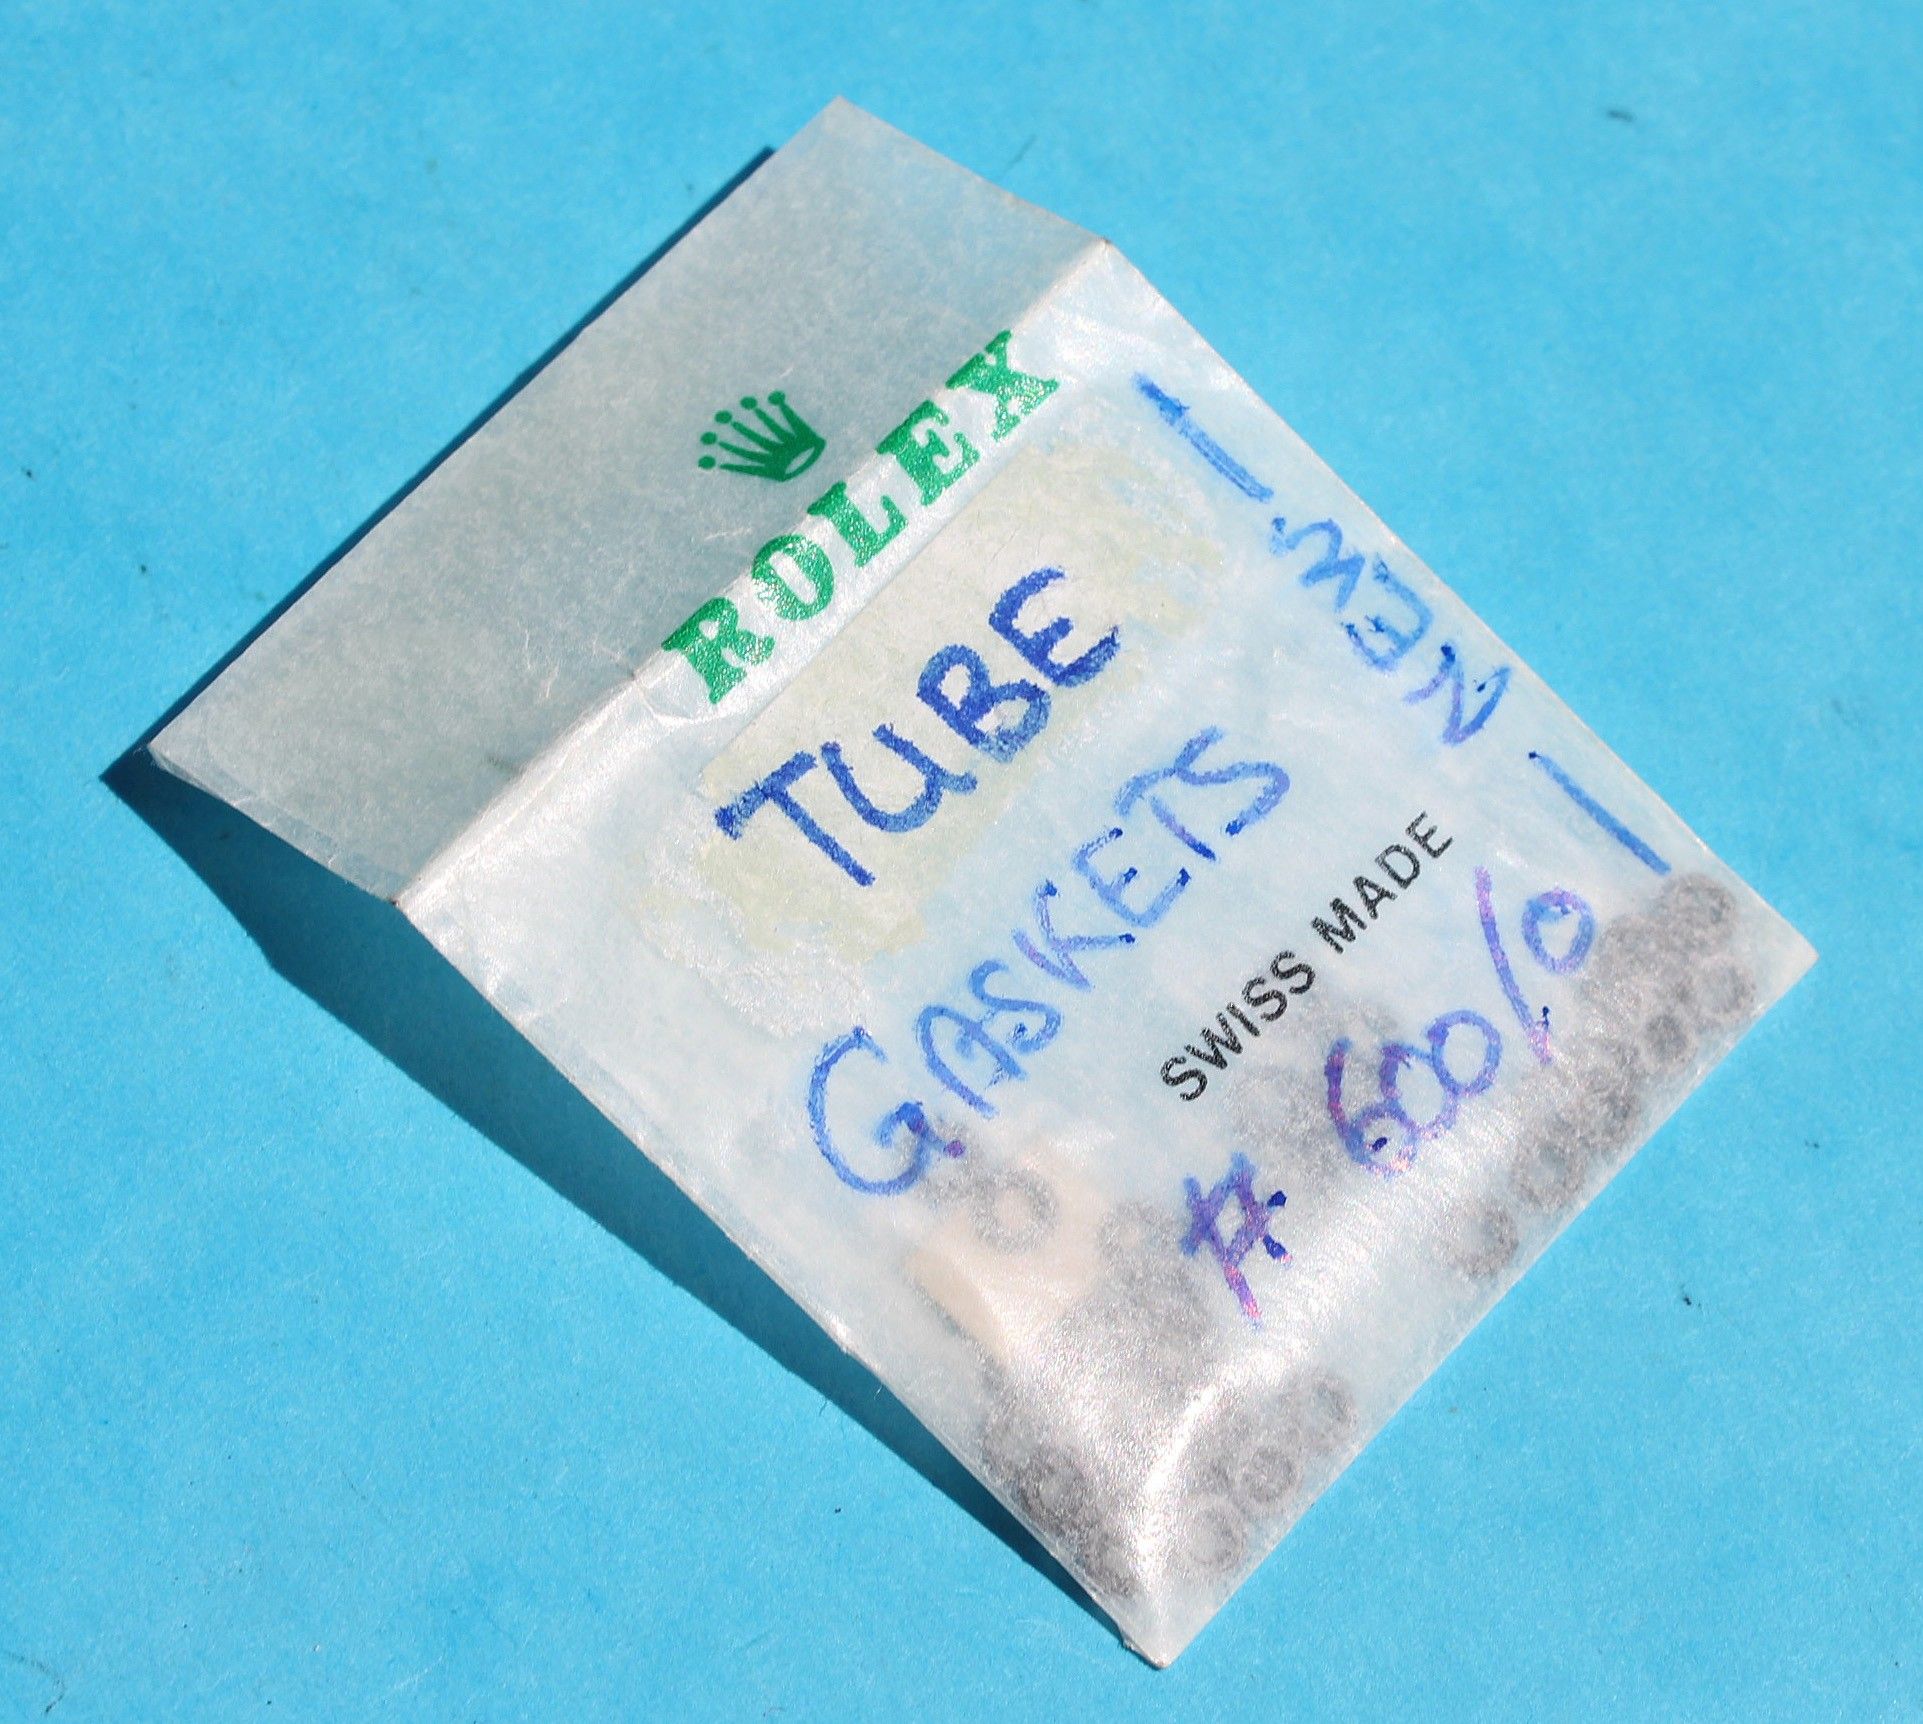 ROLEX
TUBE
GASKETS
SWISS MADE
# 600/0
— NEW —